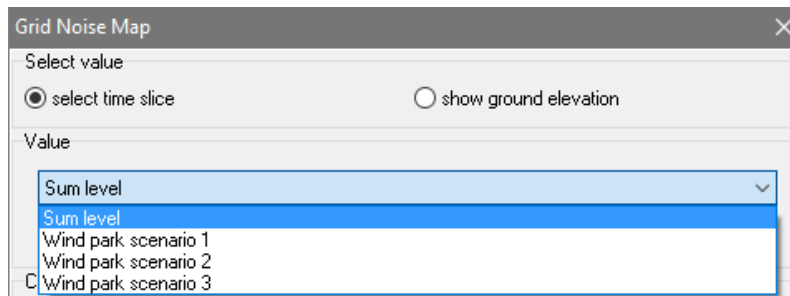 Grid Noise Map
Select value
select time slice show ground elevation
Value
Sum level
Sum level
Wind park scenario 1
Wind park scenario 2
Wind park scenario 3